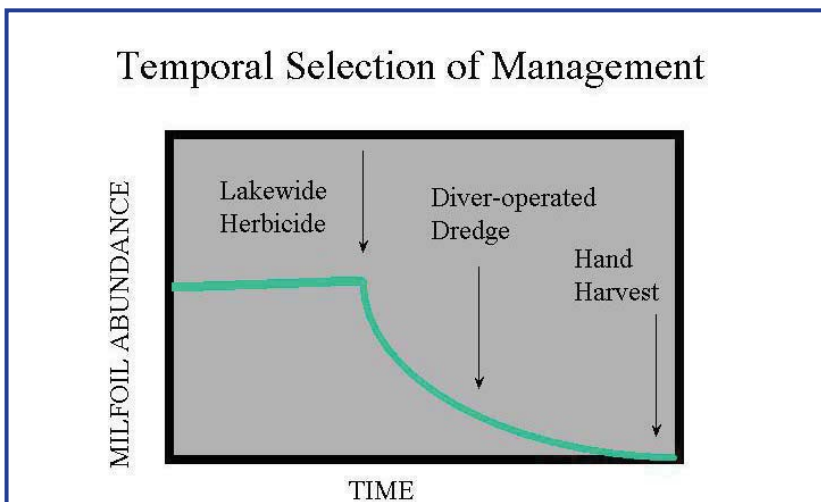 Temporal Selection of Management
MILFOIL ABUNDANCE
Lakewide
Herbicide
Diver-operated
Dredge
Hand
Harvest
TIME